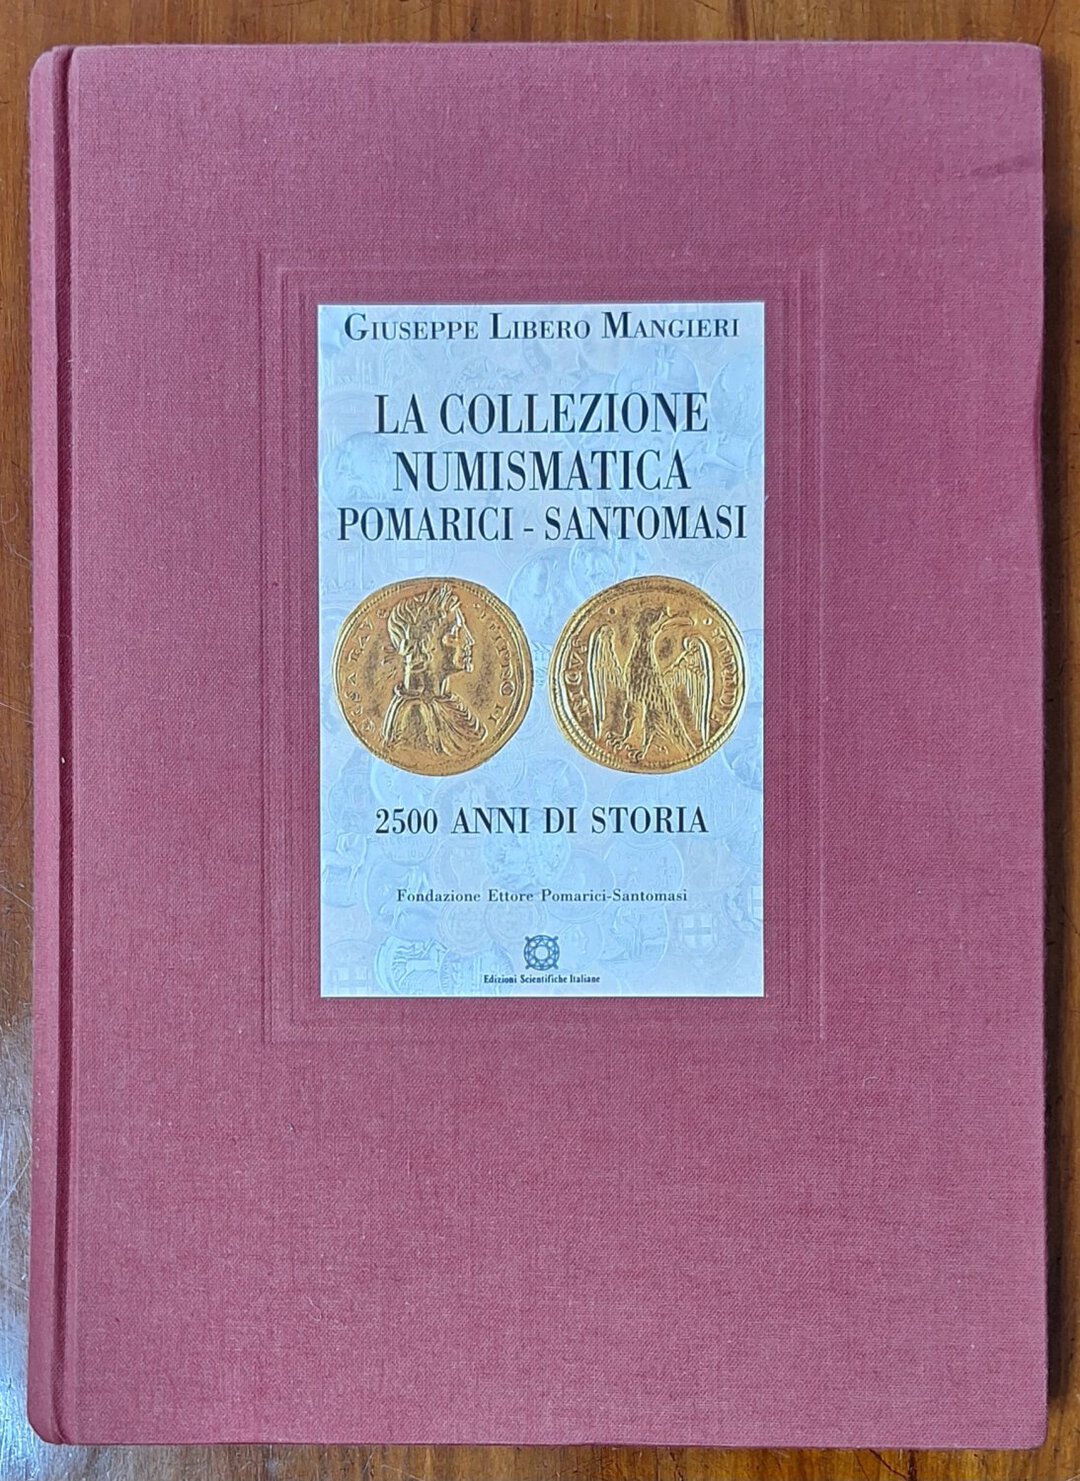 GIUSEPPE LIBERO MANGIERI
LA COLLEZIONE
NUMISMATICA
POMARICI - SANTOMASI
2500 ANNI DI STORIA
Fondazione Ettore Pomarici-Santomasi
Edizioni Scientifiche Italiane